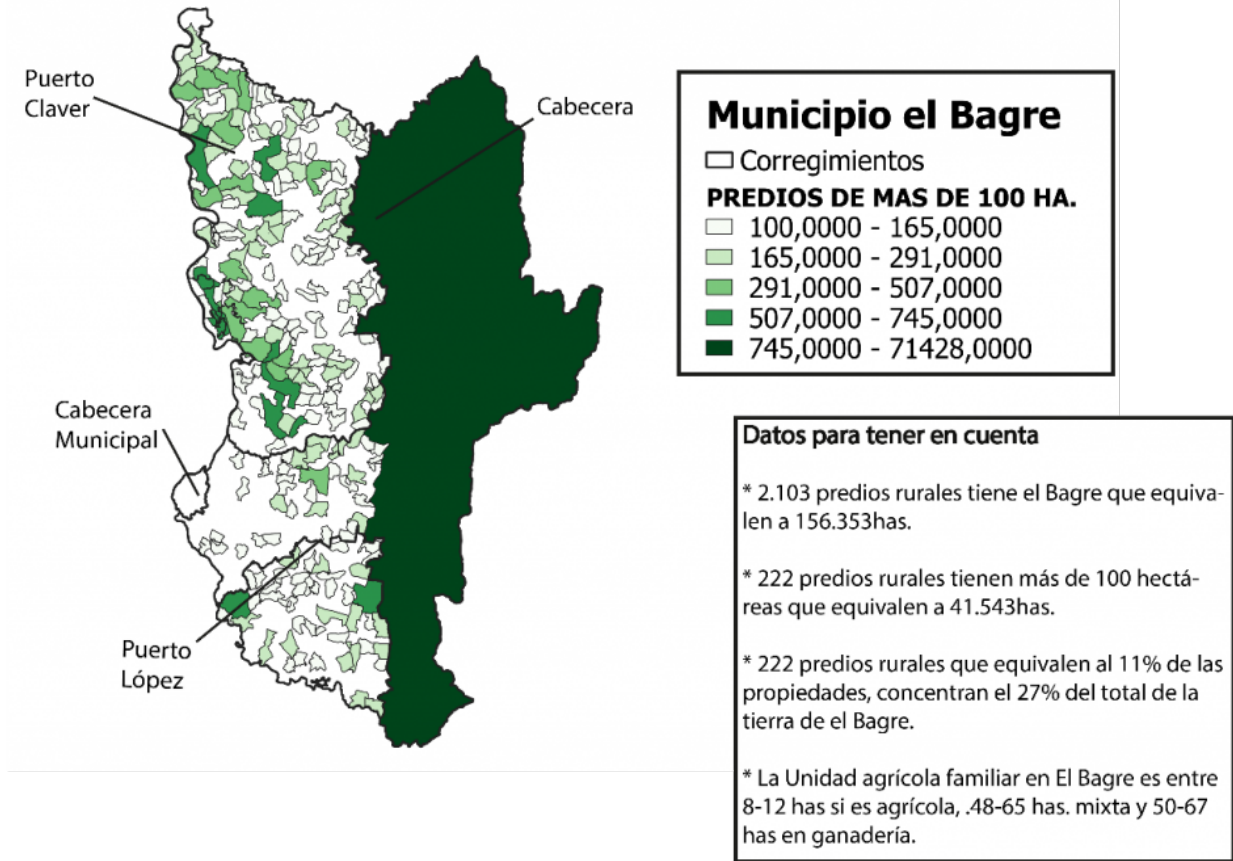 Puerto
Claver
Cabecera
Cabecera
Municipal
Puerto
López
Municipio el Bagre
Corregimientos
PREDIOS DE MAS DE 100 HA.
100,0000 - 165,0000
165,0000 - 291,0000
291,0000 - 507,0000
507,0000 - 745,0000
745,0000 - 71428,0000
Datos para tener en cuenta
* 2.103 predios rurales tiene el Bagre que equiva-
len a 156.353has.
* 222 predios rurales tienen más de 100 hectá-
reas que equivalen a 41.543has.
* 222 predios rurales que equivalen al 11% de las
propiedades, concentran el 27% del total de la
tierra de el Bagre.
* La Unidad agrícola familiar en El Bagre es entre
8-12 has si es agrícola, .48-65 has. mixta y 50-67
has en ganadería.